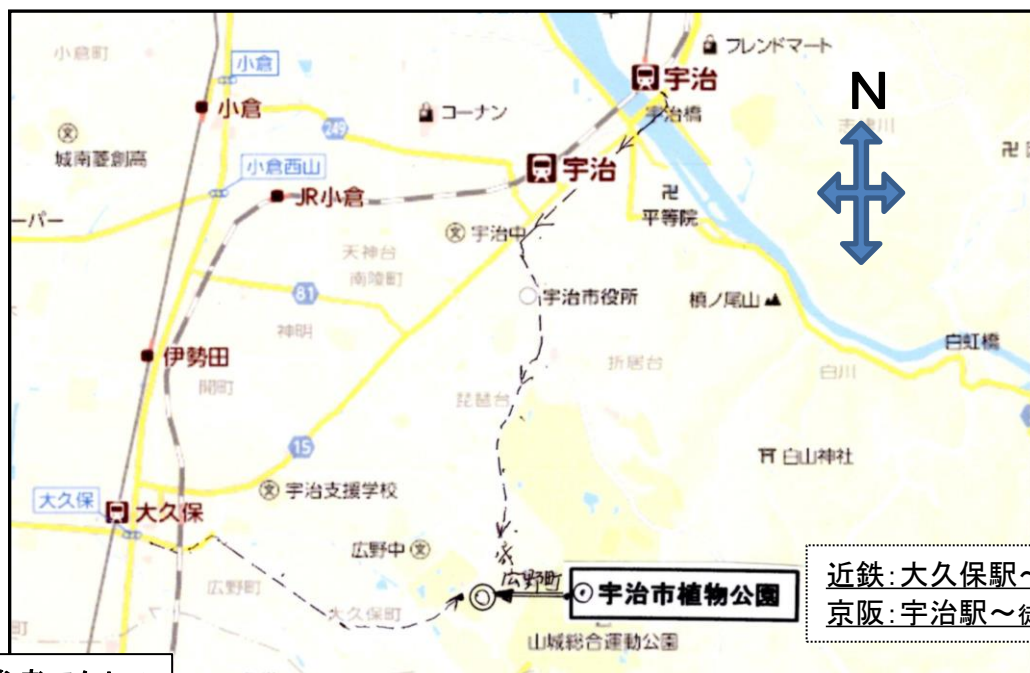 小倉町
小倉
小倉
城南菱創高
249
コーナン
フレンドマート
宇治
宇治橋
N
志津川
卍
小倉西山
JR小倉
宇治
卍
平等院
ーパー
天神台
南陵町
宇治中
81
神明
宇治市役所
槙ノ尾山
白虹橋
伊勢田
開町
琵琶台
折居台
白川
15
白山神社
大久保
大久保
宇治支援学校
広野中
広野町
広野町
大久保町
宇治市植物公園
山城総合運動公園
近鉄:大久保駅~
京阪:宇治駅~徒
町